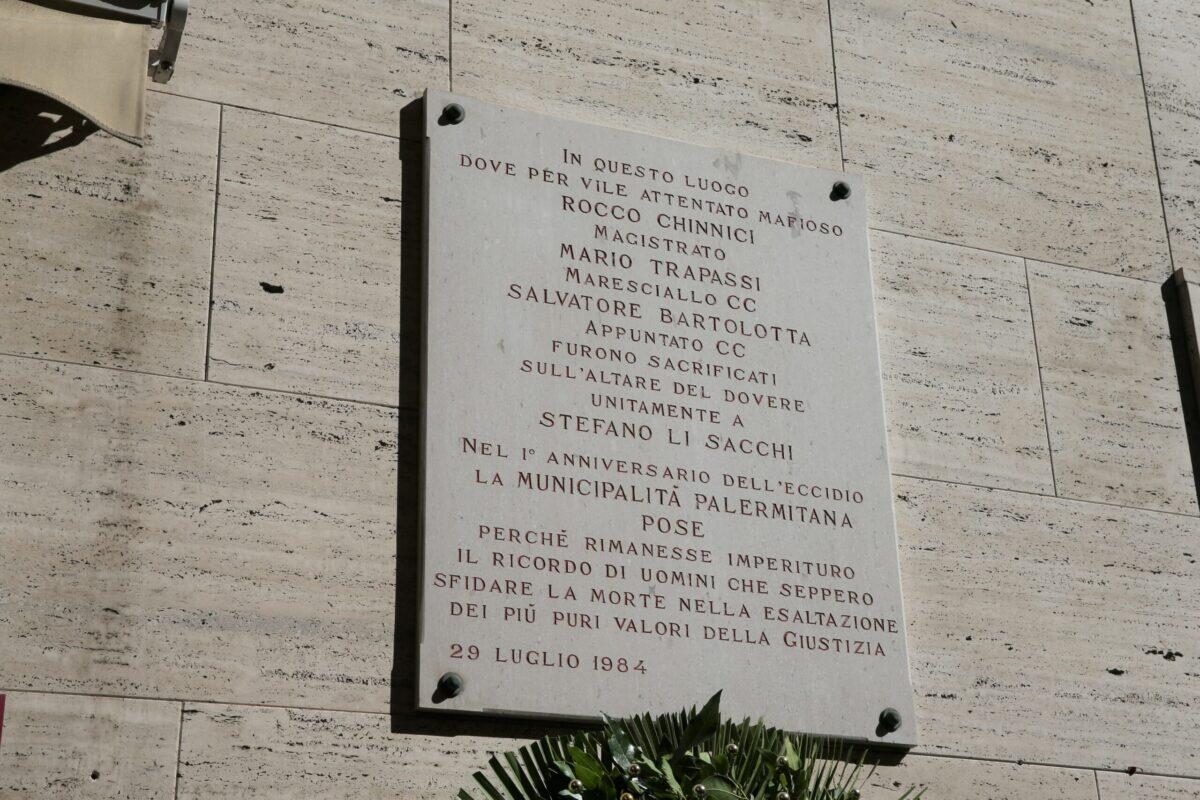 In questo luogo
dove per vile attentato mafioso
ROCCO CHINNICI
Magistrato
MARIO TRAPASSI
Maresciallo CC
SALVATORE BARTOLOTTA
Appuntato CC
furono sacrificati
sull'altare del dovere
unitamente a
STEFANO LI SACCHI
Nel 1° anniversario dell'eccidio
la MUNICIPALITÁ PALERMITANA
POSE
perché rimanesse imperituro
il ricordo di uomini che seppero
sfidare la morte nella esaltazione
dei piú puri valori della Giustizia
29 luglio 1984